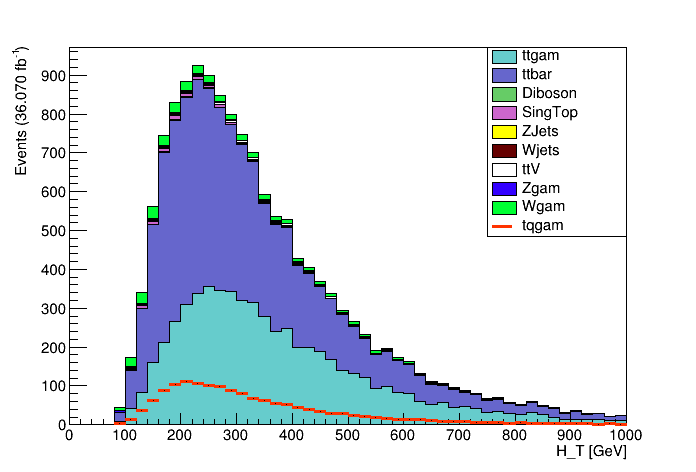 Events (36.070 fb⁻¹)
900
800
700
600
500
400
300
200
100
0
0 100 200 300 400 500 600 700 800 900 1000
H_T [GeV]
ttgam
ttbar
Diboson
SingTop
ZJets
Wjets
ttV
Zgam
Wgam
tqgam